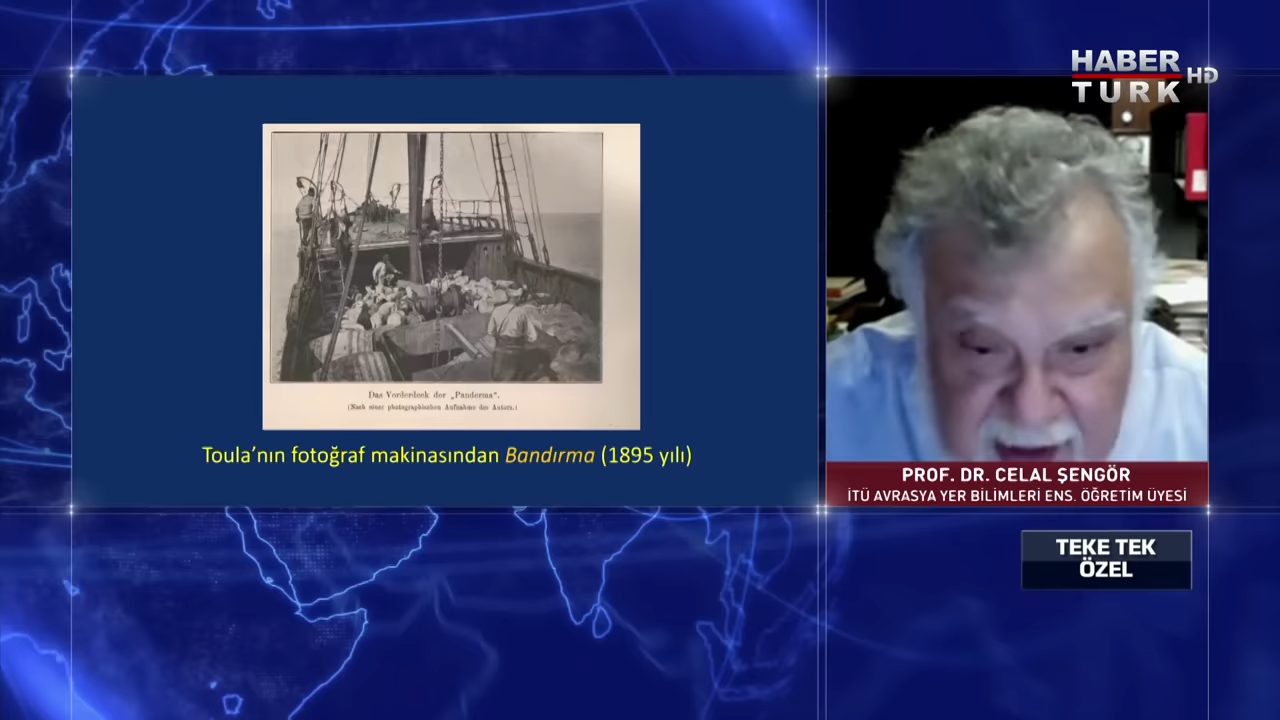 HABER
TURK HD
Das Vorderdeck der „Panderma“.
(Nach einer photographischen Aufnahme des Autors.)
Toula’nın fotoğraf makinasından Bandırma (1895 yılı)
PROF. DR. CELAL ŞENGÖR
İTÜ AVRASYA YER BİLİMLERİ ENS. ÖĞRETİM ÜYESİ
TEKE TEK
ÖZEL